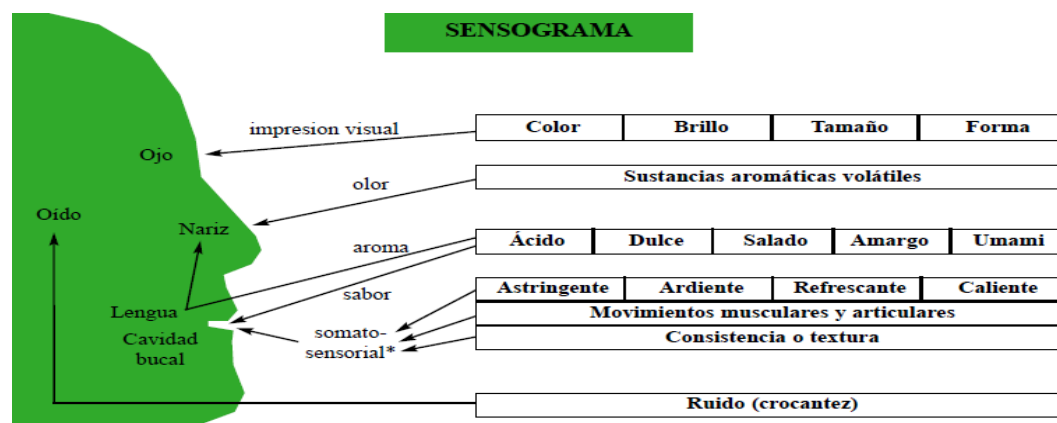 SENSOGRAMA
impresion visual
Color Brillo Tamaño Forma
Ojo
olor
Sustancias aromáticas volátiles
Oído
Nariz
aroma
Ácido Dulce Salado Amargo Umami
sabor
Astringente Ardiente Refrescante Caliente
Lengua
Movimientos musculares y articulares
Cavidad
bucal
somato-
sensorial*
Consistencia o textura
Ruido (crocantez)